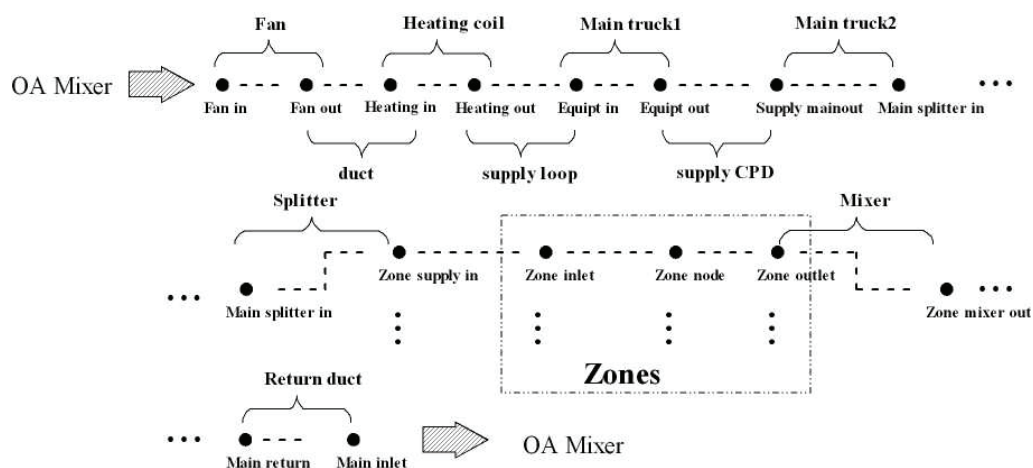 Fan
Heating coil
Main truck1
Main truck2
OA Mixer
Fan in
Fan out
Heating in
Heating out
Equipt in
Equipt out
Supply mainout
Main splitter in
duct
supply loop
supply CPD
Splitter
Mixer
Zone supply in
Zone inlet
Zone node
Zone outlet
Main splitter in
Zone mixer out
Zones
Return duct
Main return
Main inlet
OA Mixer